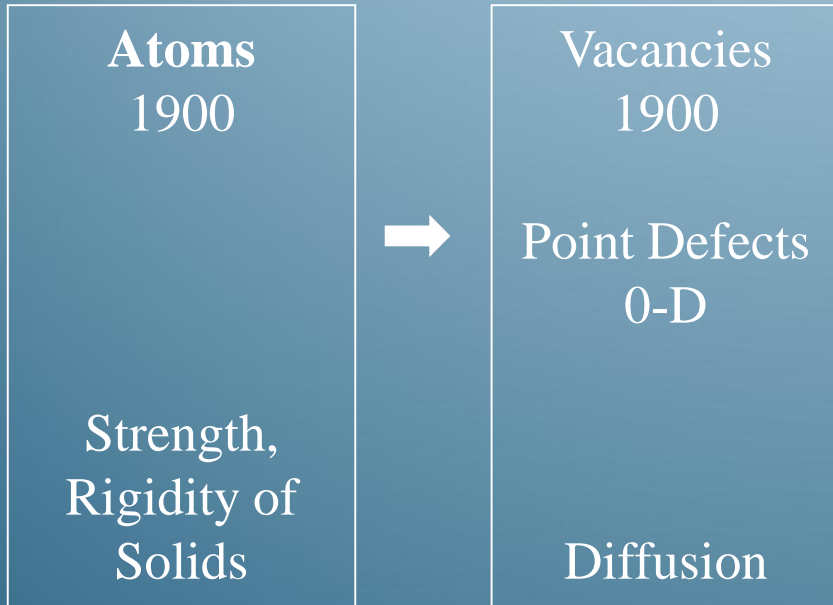 Atoms
1900
Strength,
Rigidity of
Solids
Vacancies
1900
Point Defects
0-D
Diffusion